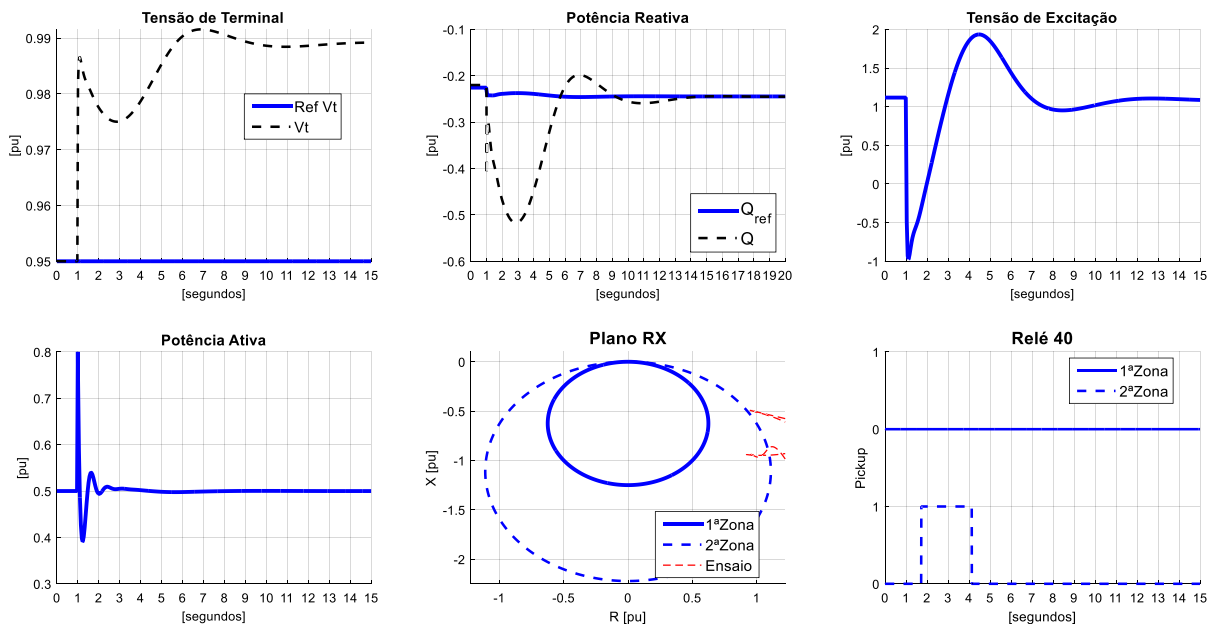 Tensão de Terminal
0.99
0.98
0.97
0.96
0.95
[pu]
Ref Vt
Vt
0 1 2 3 4 5 6 7 8 9 10 11 12 13 14 15
[segundos]
Potência Reativa
-0.1
-0.2
-0.3
-0.4
-0.5
-0.6
[pu]
Qref
Q
0 1 2 3 4 5 6 7 8 9 10 11 12 13 14 15 16 17 18 19 20
[segundos]
Tensão de Excitação
2
1.5
1
0.5
0
-0.5
-1
[pu]
0 1 2 3 4 5 6 7 8 9 10 11 12 13 14 15
[segundos]
Potência Ativa
0.8
0.7
0.6
0.5
0.4
0.3
[pu]
0 1 2 3 4 5 6 7 8 9 10 11 12 13 14 15
[segundos]
Plano RX
0
-0.5
-1
-1.5
-2
X [pu]
1ªZona
2ªZona
Ensaio
-1 -0.5 0 0.5 1
R [pu]
Relé 40
1
0
1
0
Pickup
1ªZona
2ªZona
0 1 2 3 4 5 6 7 8 9 10 11 12 13 14 15
[segundos]